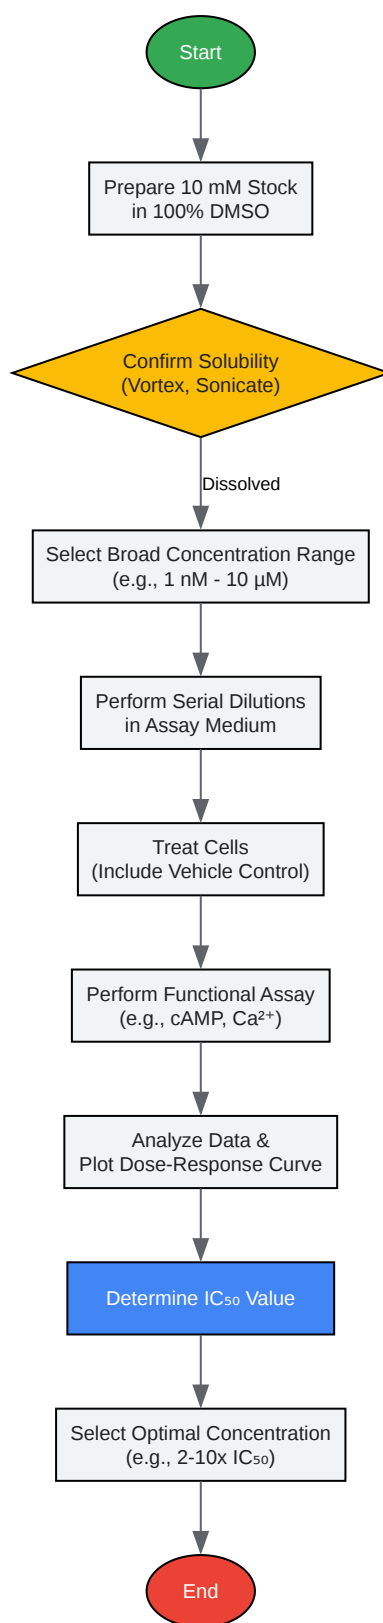 Start
Prepare 10 mM Stock
in 100% DMSO
Confirm Solubility
(Vortex, Sonicate)
Dissolved
Select Broad Concentration Range
(e.g., 1 nM - 10 µM)
Perform Serial Dilutions
in Assay Medium
Treat Cells
(Include Vehicle Control)
Perform Functional Assay
(e.g., cAMP, Ca²⁺)
Analyze Data &
Plot Dose-Response Curve
Determine IC₅₀ Value
Select Optimal Concentration
(e.g., 2-10x IC₅₀)
End